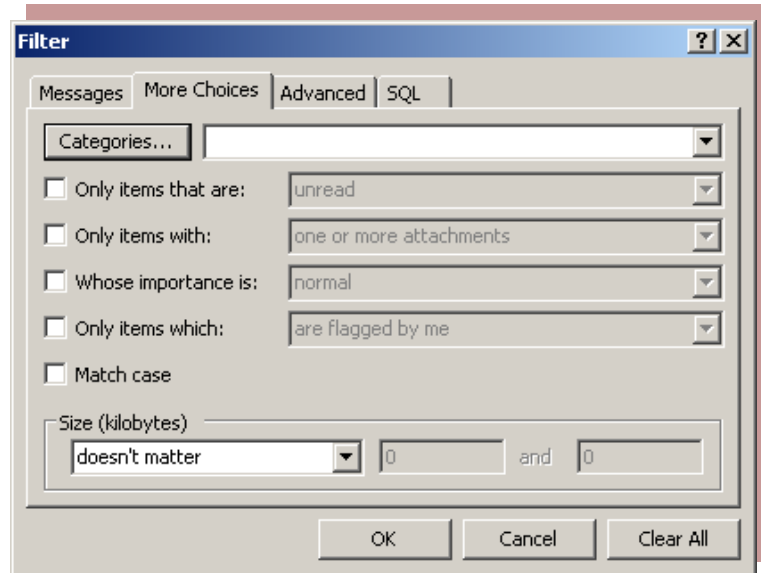 Filter
Messages More Choices Advanced SQL
Categories...
Only items that are: unread
Only items with: one or more attachments
Whose importance is: normal
Only items which: are flagged by me
Match case
Size (kilobytes)
doesn't matter 0 and 0
OK Cancel Clear All